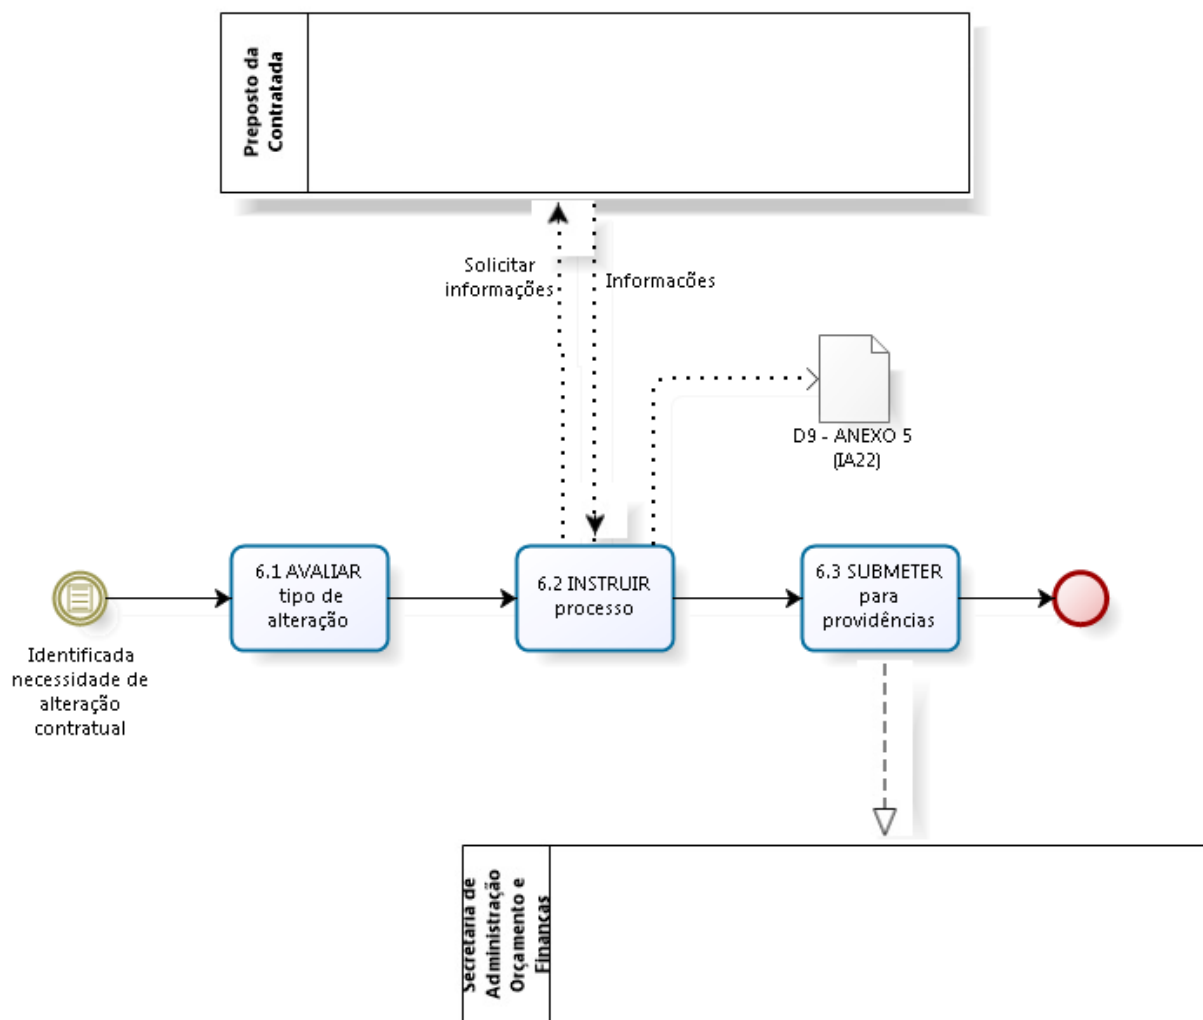 Preposto da
Contratada
Solicitar
informações
Informacões
D9 - ANEXO 5
(IA22)
6.1 AVALIAR
tipo de
alteração
6.2 INSTRUIR
processo
6.3 SUBMETER
para
providências
Identificada
necessidade de
alteração
contratual
Secretaria de
Administração
Orçamento e
Finanças